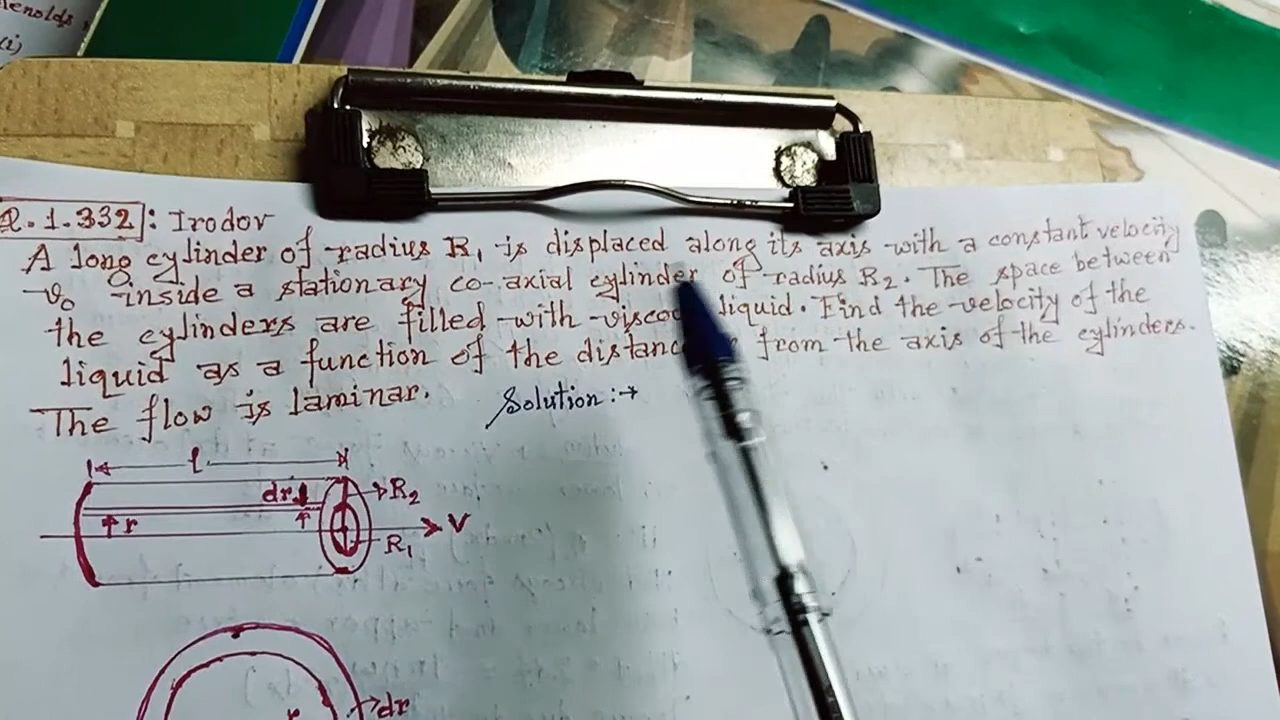 enolds,
(i)
Q.1.332: Irodov
A long cylinder of radius R₁ is displaced along its axis with a constant velocity
v₀ inside a stationary co-axial cylinder of radius R₂. The space between
the cylinders are filled with liquid. Find the velocity of the
liquid as a function of the from the axis of the cylinders.
The flow is laminar. Solution :→
l
dr R₂
r V
R₁
dr
r